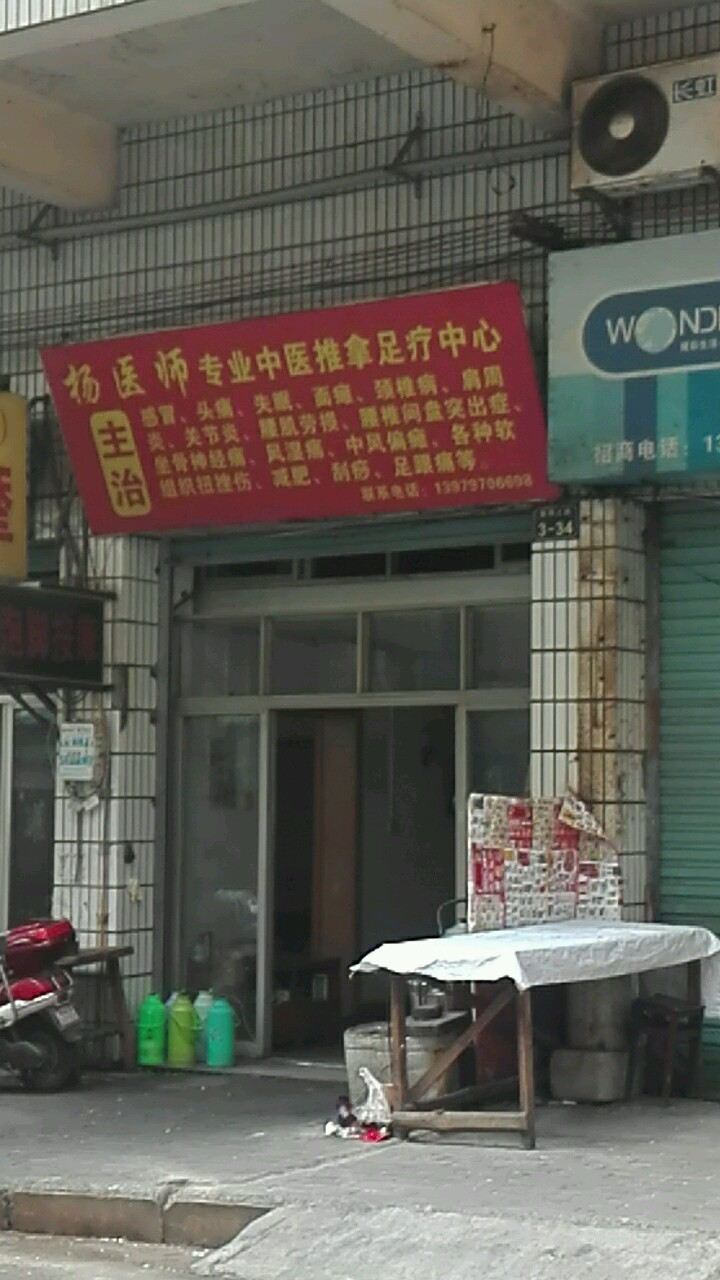 长虹
杨医师专业中医推拿足疗中心
主治
感冒、头痛、失眠、面瘫、颈椎病、肩周
炎、关节炎、腰肌劳损、腰椎间盘突出症、
坐骨神经痛、风湿痛、中风偏瘫、各种软
组织扭挫伤、减肥、刮痧、足跟痛等。
联系电话：13979706698
WOND
招商电话：13
3-34